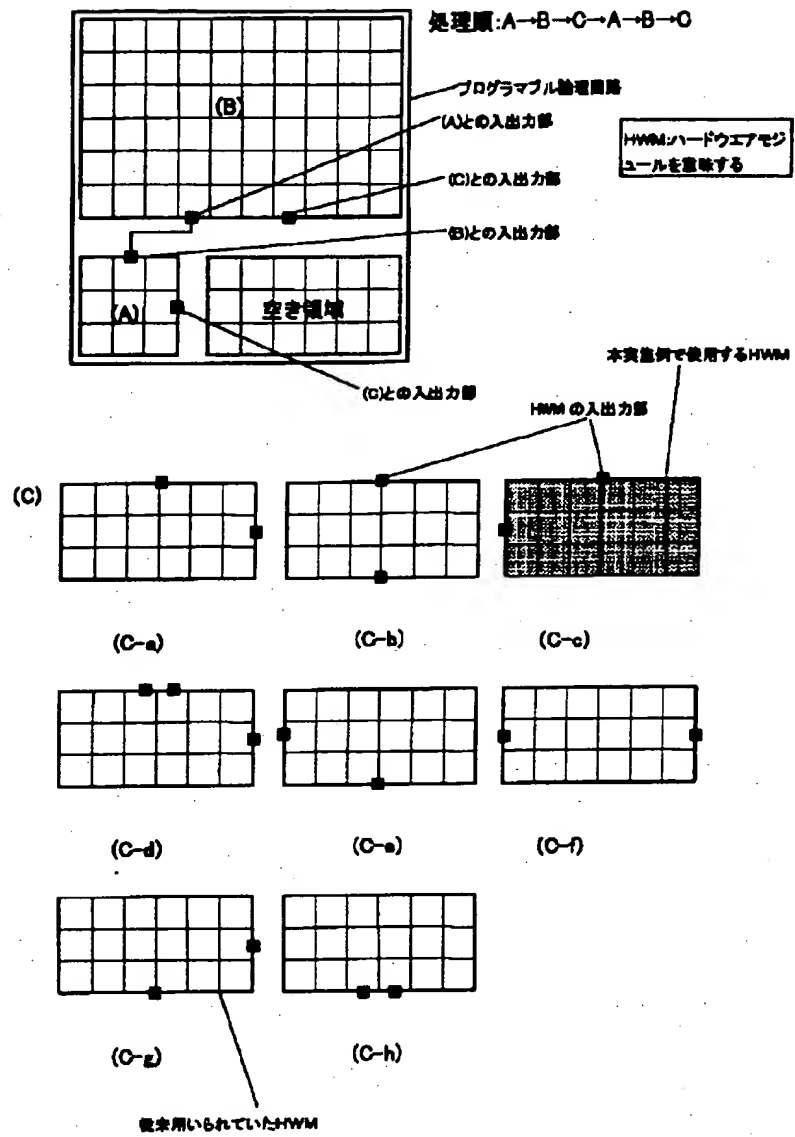 処理順:A→B→C→A→B→C
プログラマブル論理回路
(B)
(A)との入出力部
HWM:ハードウエアモジ
ュールを意味する
(C)との入出力部
(B)との入出力部
(A)
空き領域
(C)との入出力部
本実施例で使用するHWM
HWM の入出力部
(C)
(C-a)
(C-b)
(C-c)
(C-d)
(C-e)
(C-f)
(C-g)
(C-h)
従来用いられていたHWM